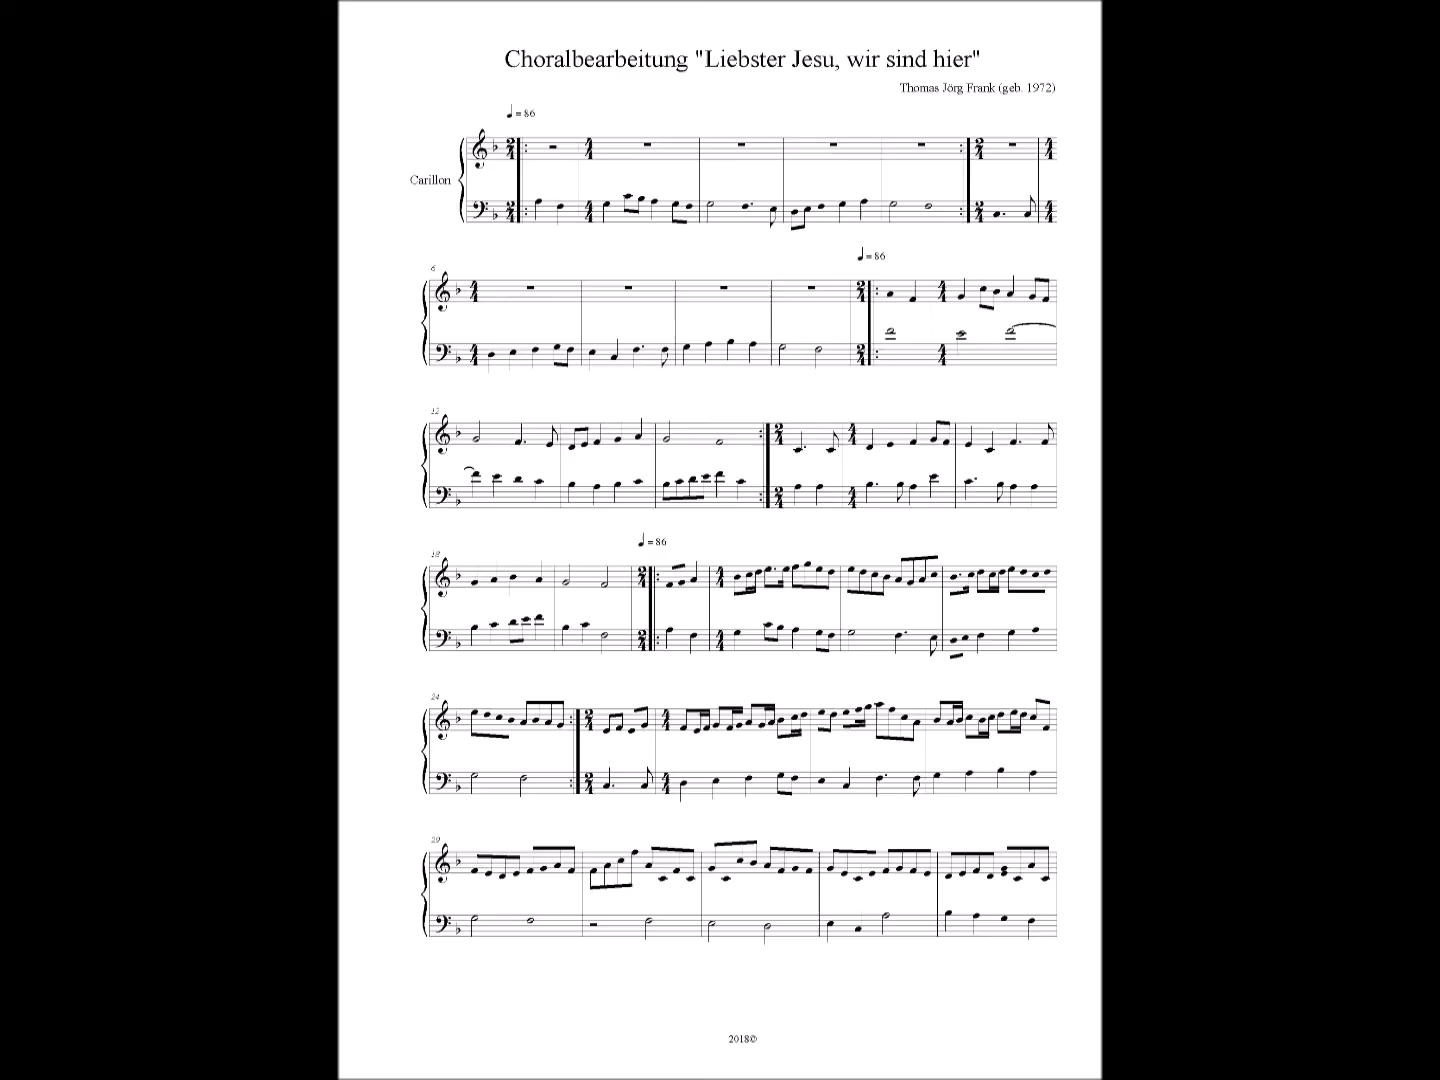 Choralbearbeitung "Liebster Jesu, wir sind hier"
Thomas Jörg Frank (geb. 1972)
♩ = 86
Carillon
6
♩ = 86
12
18
♩ = 86
24
29
2018©